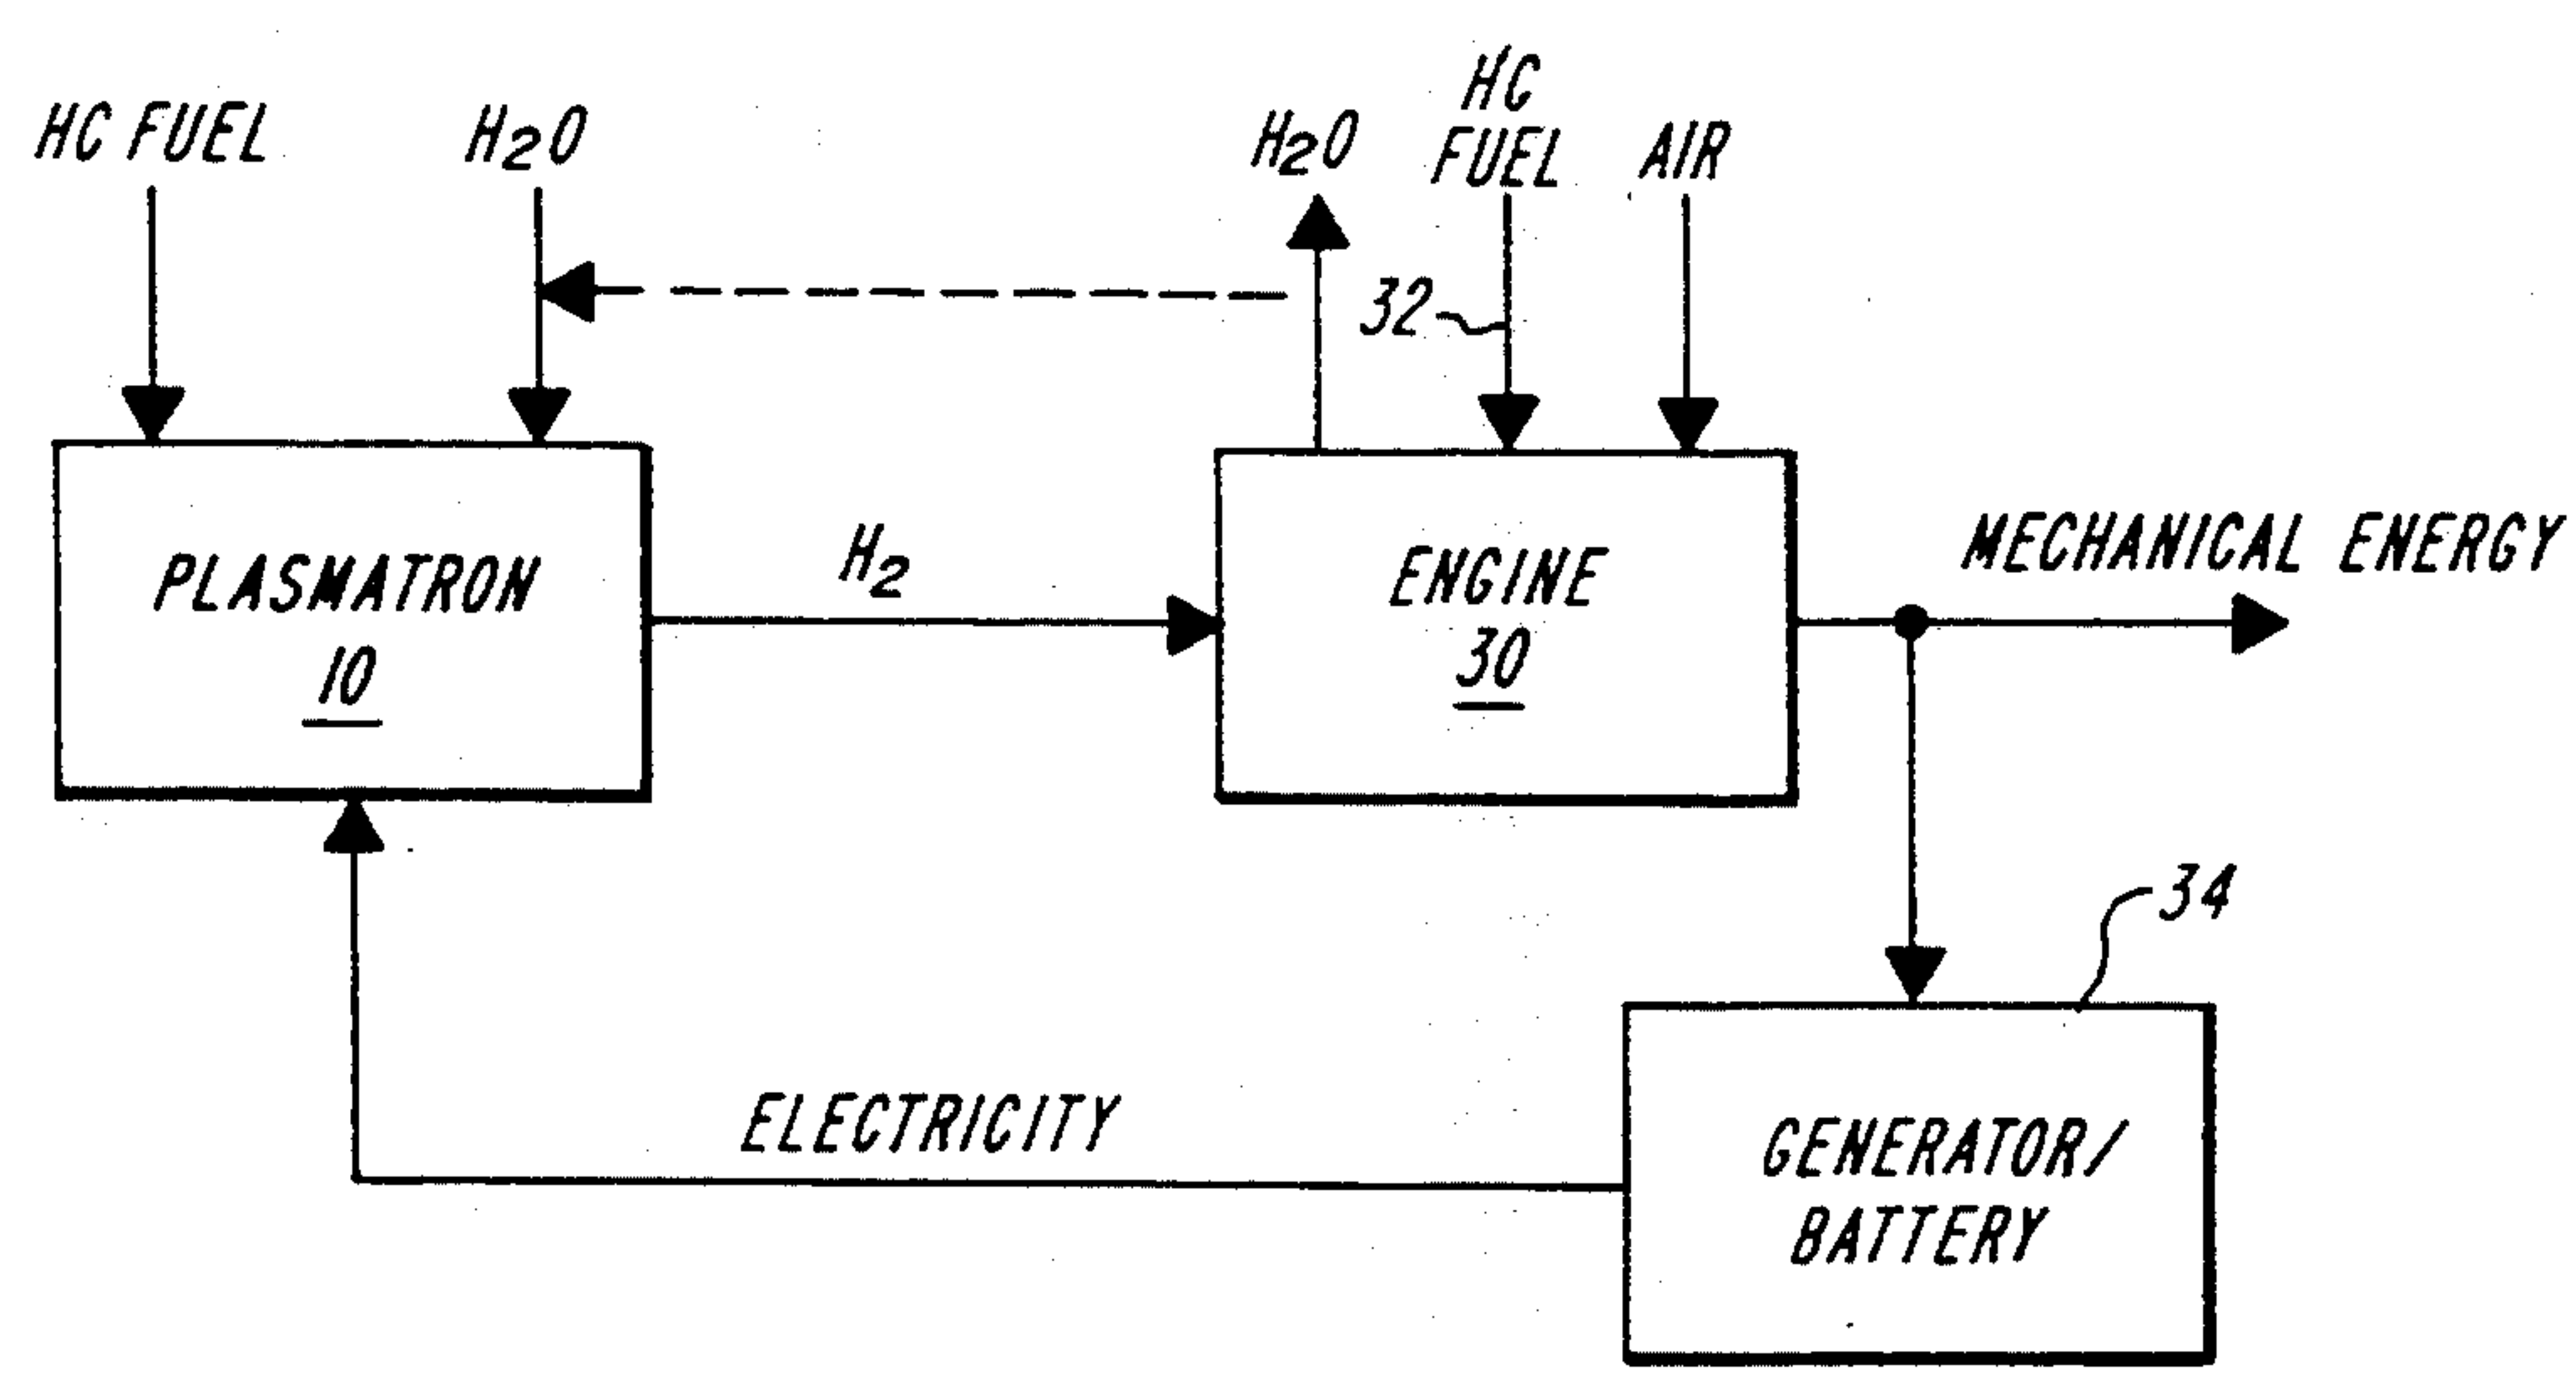 HC FUEL
H2O
H2O
HC
FUEL
AIR
32
PLASMATRON
10
H2
ENGINE
30
MECHANICAL ENERGY
34
ELECTRICITY
GENERATOR/
BATTERY